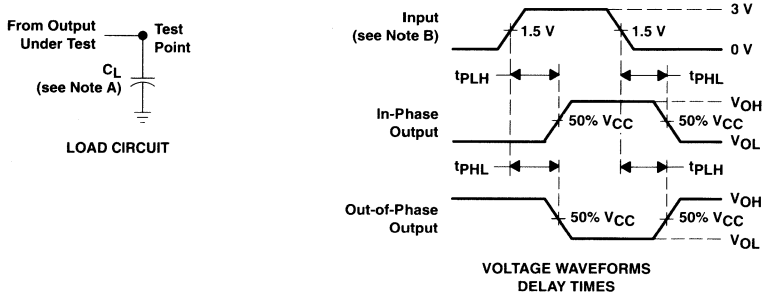 From Output
Under Test
Test
Point
CL
(see Note A)
LOAD CIRCUIT
Input
(see Note B)
1.5 V
1.5 V
3 V
0 V
tPLH
tPHL
In-Phase
Output
50% VCC
50% VCC
VOH
VOL
tPHL
tPLH
Out-of-Phase
Output
50% VCC
50% VCC
VOH
VOL
VOLTAGE WAVEFORMS
DELAY TIMES